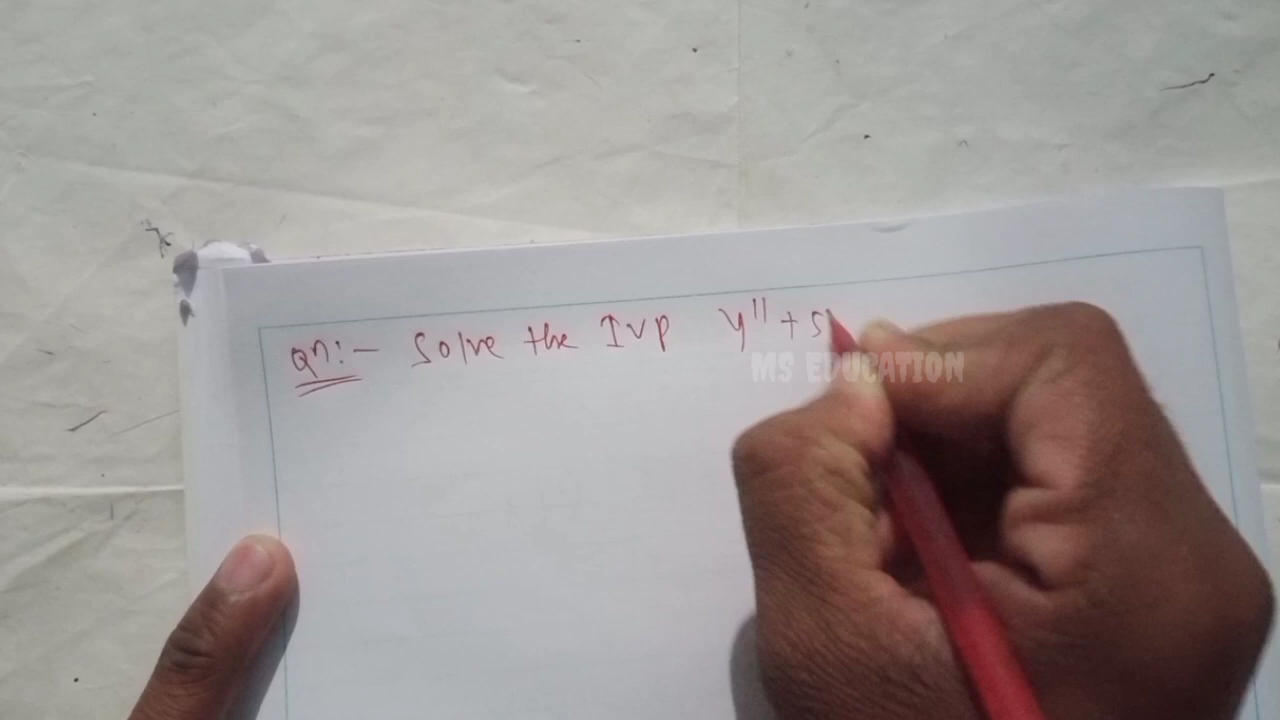 Qn:- Solve the IVP y'' + 5
MS EDUCATION